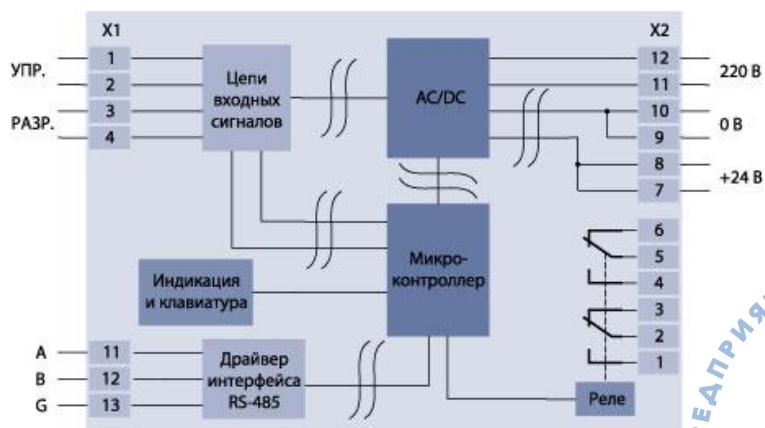 X1
X2
УПР.
1
2
РАЗР.
3
4
Цепи
входных
сигналов
AC/DC
12
11
220 В
10
9
0 В
8
7
+24 В
Микро-
контроллер
Индикация
и клавиатура
6
5
4
3
2
1
A
11
B
12
G
13
Драйвер
интерфейса
RS-485
Реле